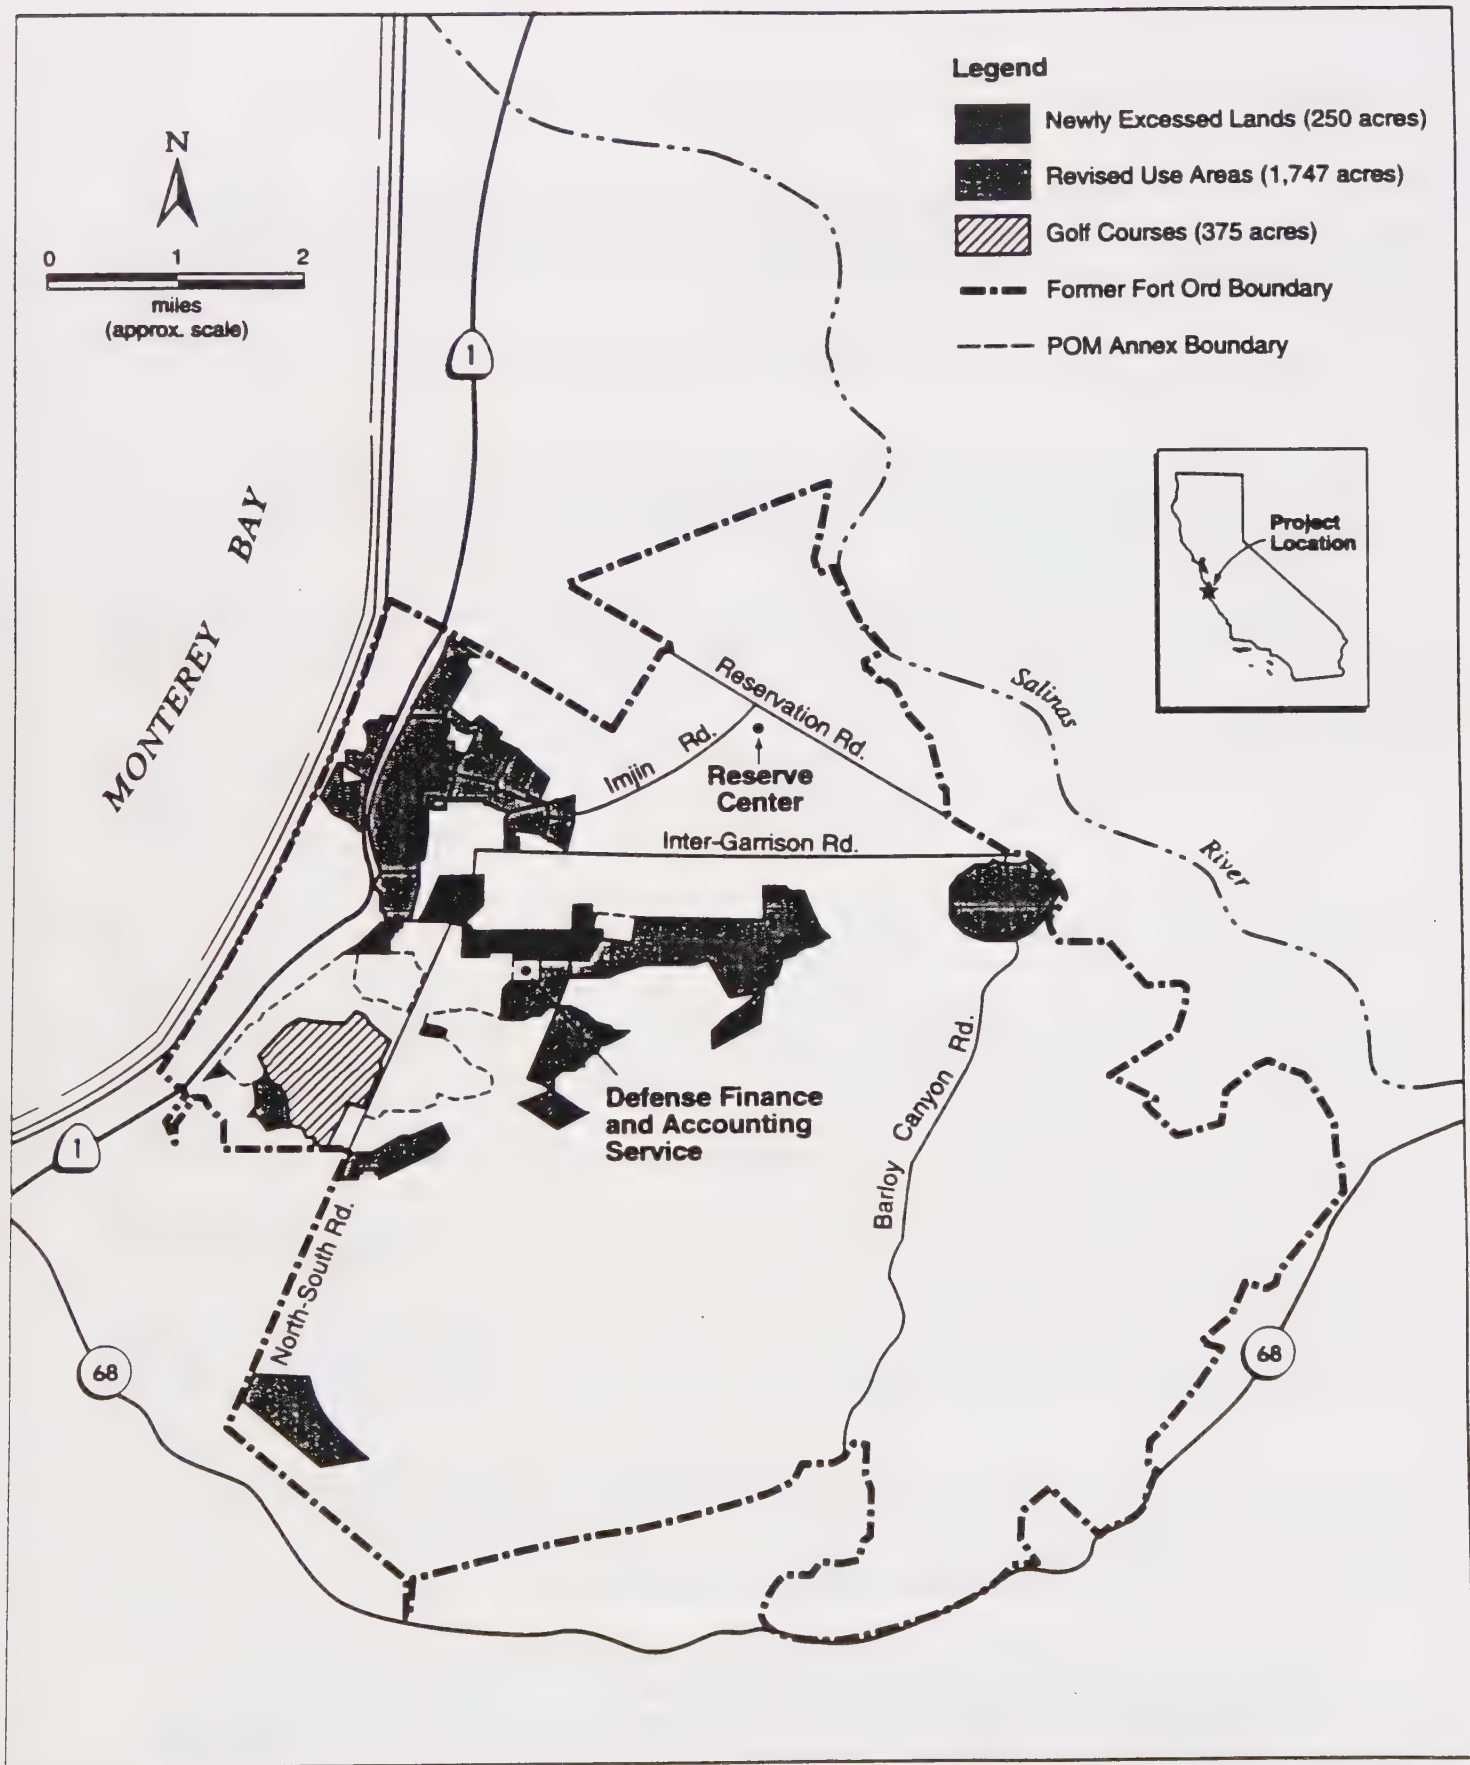 Legend
Newly Excessed Lands (250 acres)
Revised Use Areas (1,747 acres)
Golf Courses (375 acres)
Former Fort Ord Boundary
POM Annex Boundary
N
0 1 2
miles
(approx. scale)
1
MONTEREY BAY
Project
Location
Salinas
River
Reservation Rd.
Imjin Rd.
Reserve
Center
Inter-Garrison Rd.
Defense Finance
and Accounting
Service
Barloy Canyon Rd.
1
North-South Rd.
68
68